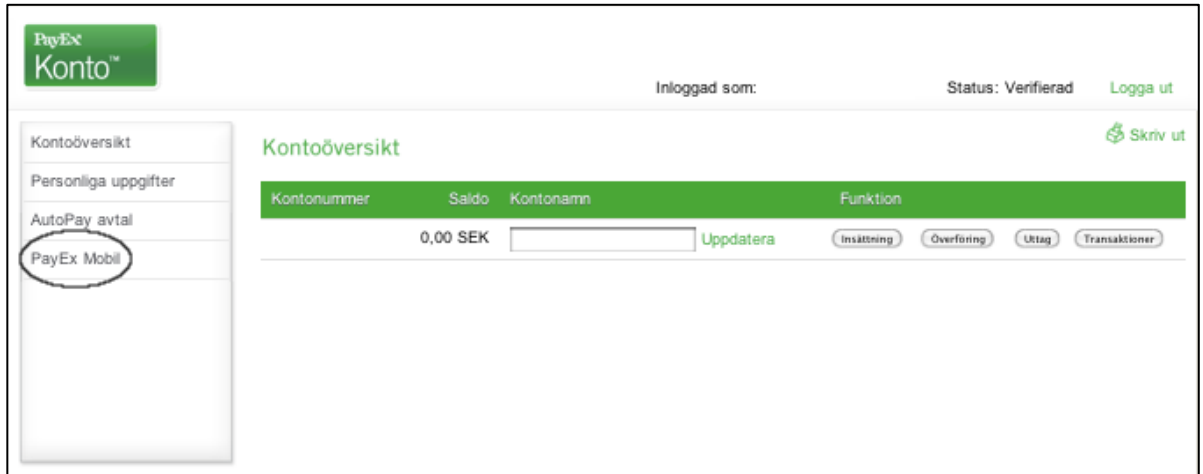 PayEx
Konto™
Inloggad som: Status: Verifierad Logga ut
Skriv ut
Kontoöversikt
Personliga uppgifter
AutoPay avtal
PayEx Mobil
Kontoöversikt
Kontonummer Saldo Kontonamn Funktion
0,00 SEK Uppdatera Insättning Överföring Uttag Transaktioner